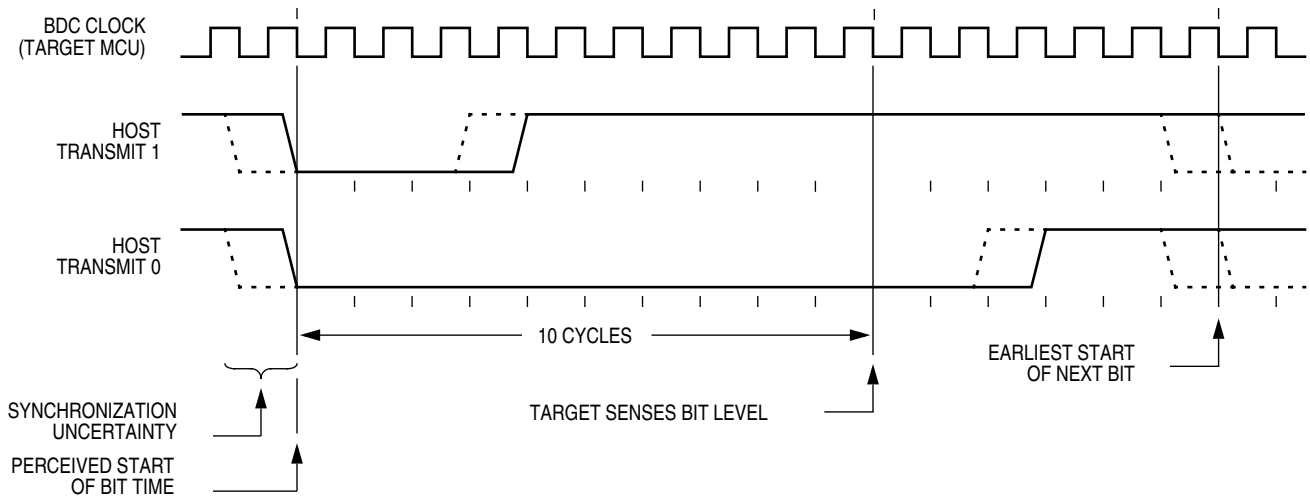 BDC CLOCK
(TARGET MCU)
HOST
TRANSMIT 1
HOST
TRANSMIT 0
10 CYCLES
EARLIEST START
OF NEXT BIT
SYNCHRONIZATION
UNCERTAINTY
TARGET SENSES BIT LEVEL
PERCEIVED START
OF BIT TIME